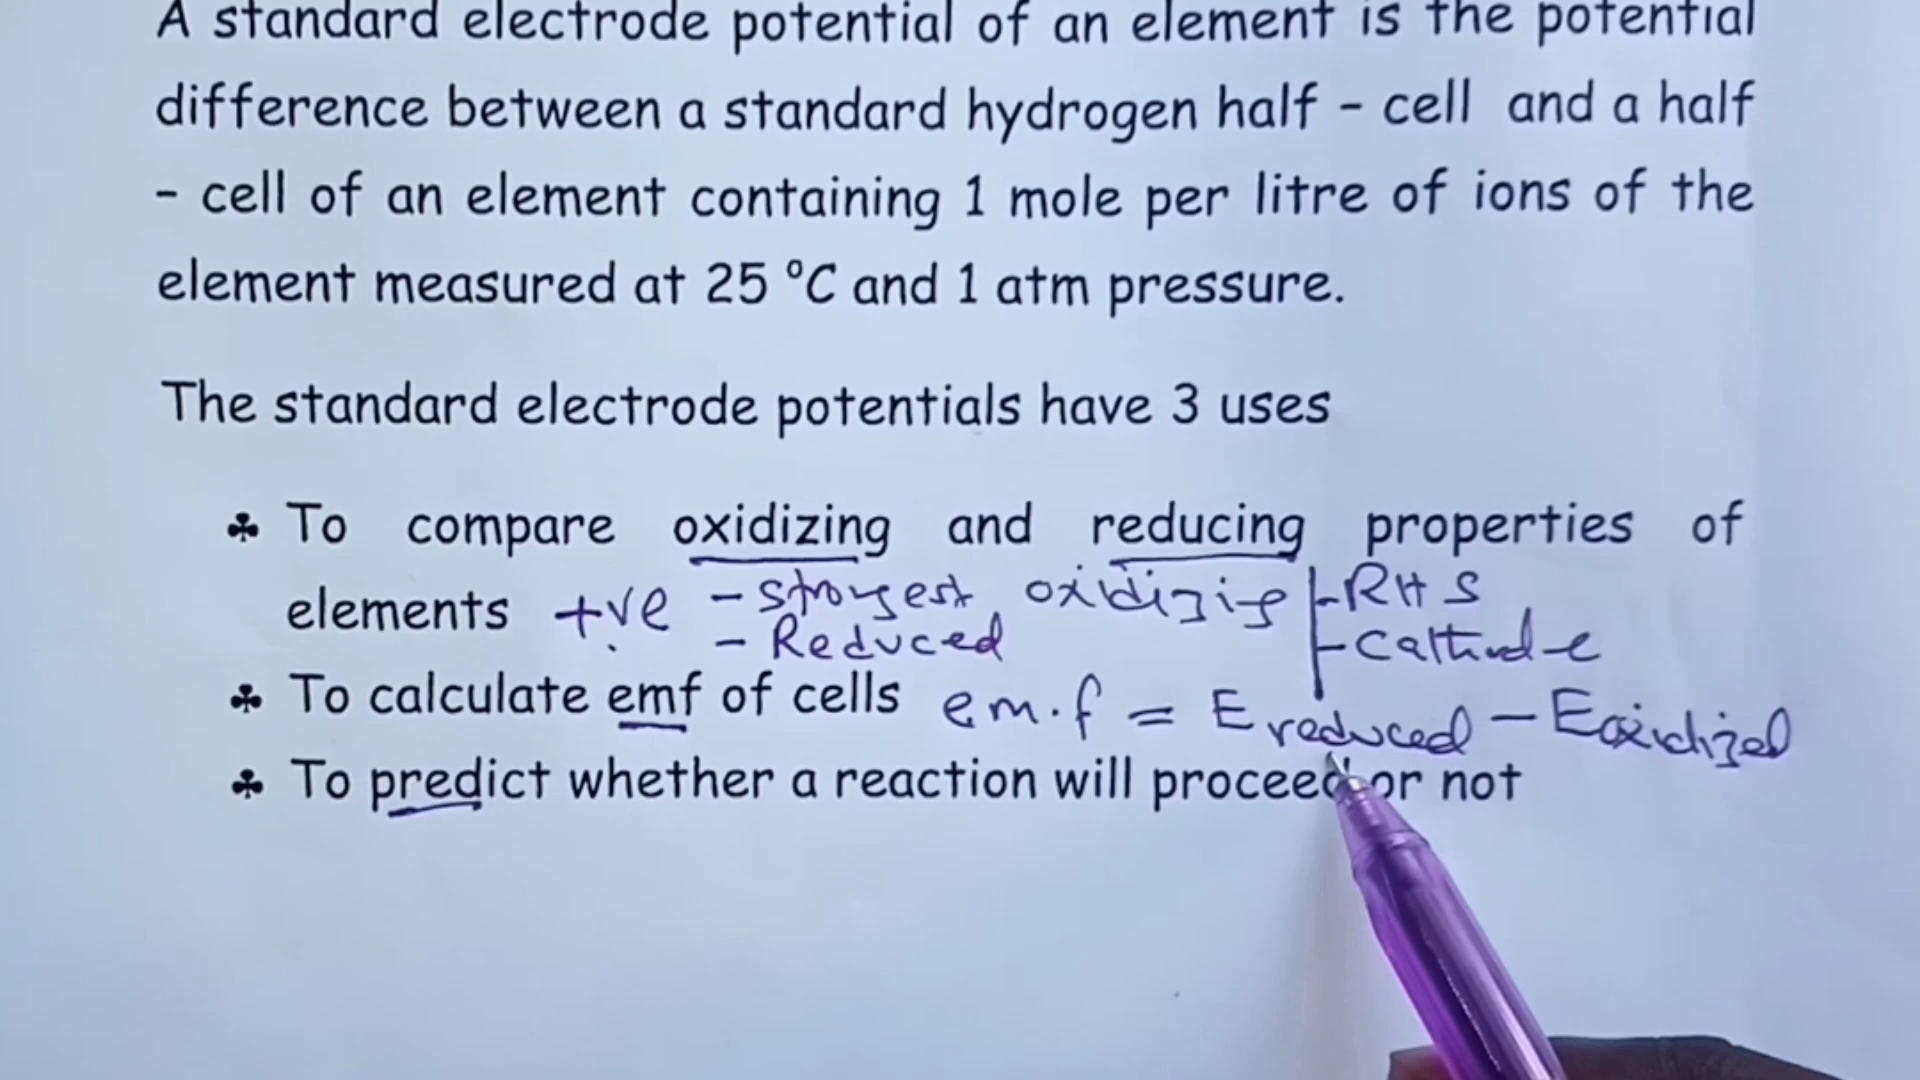 A standard electrode potential of an element is the potential
difference between a standard hydrogen half - cell and a half
- cell of an element containing 1 mole per litre of ions of the
element measured at 25 °C and 1 atm pressure.
The standard electrode potentials have 3 uses
♣ To compare oxidizing and reducing properties of
elements +ve - strongest oxidizing - RHS
- Reduced - Cathode
♣ To calculate emf of cells e.m.f = E reduced - E oxidized
♣ To predict whether a reaction will proceed or not